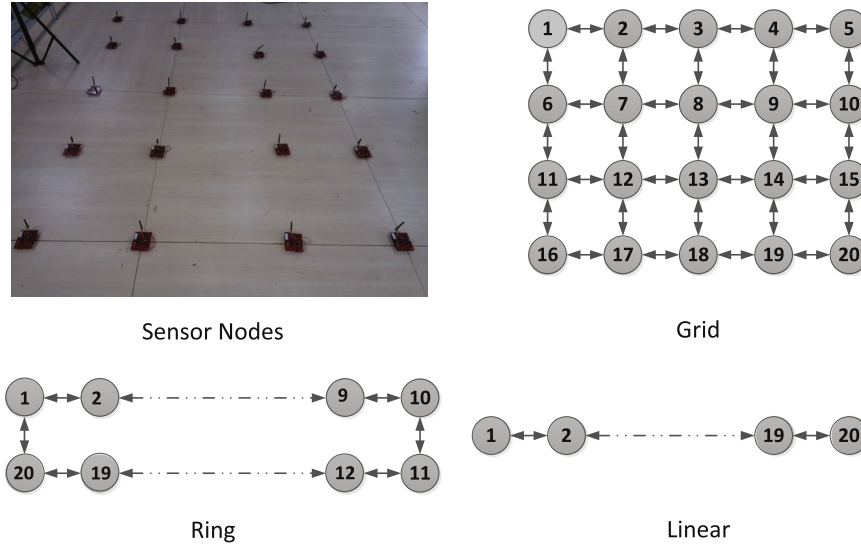 1 2 3 4 5
6 7 8 9 10
11 12 13 14 15
16 17 18 19 20
Sensor Nodes
Grid
1 2 9 10
20 19 12 11
Ring
1 2 19 20
Linear